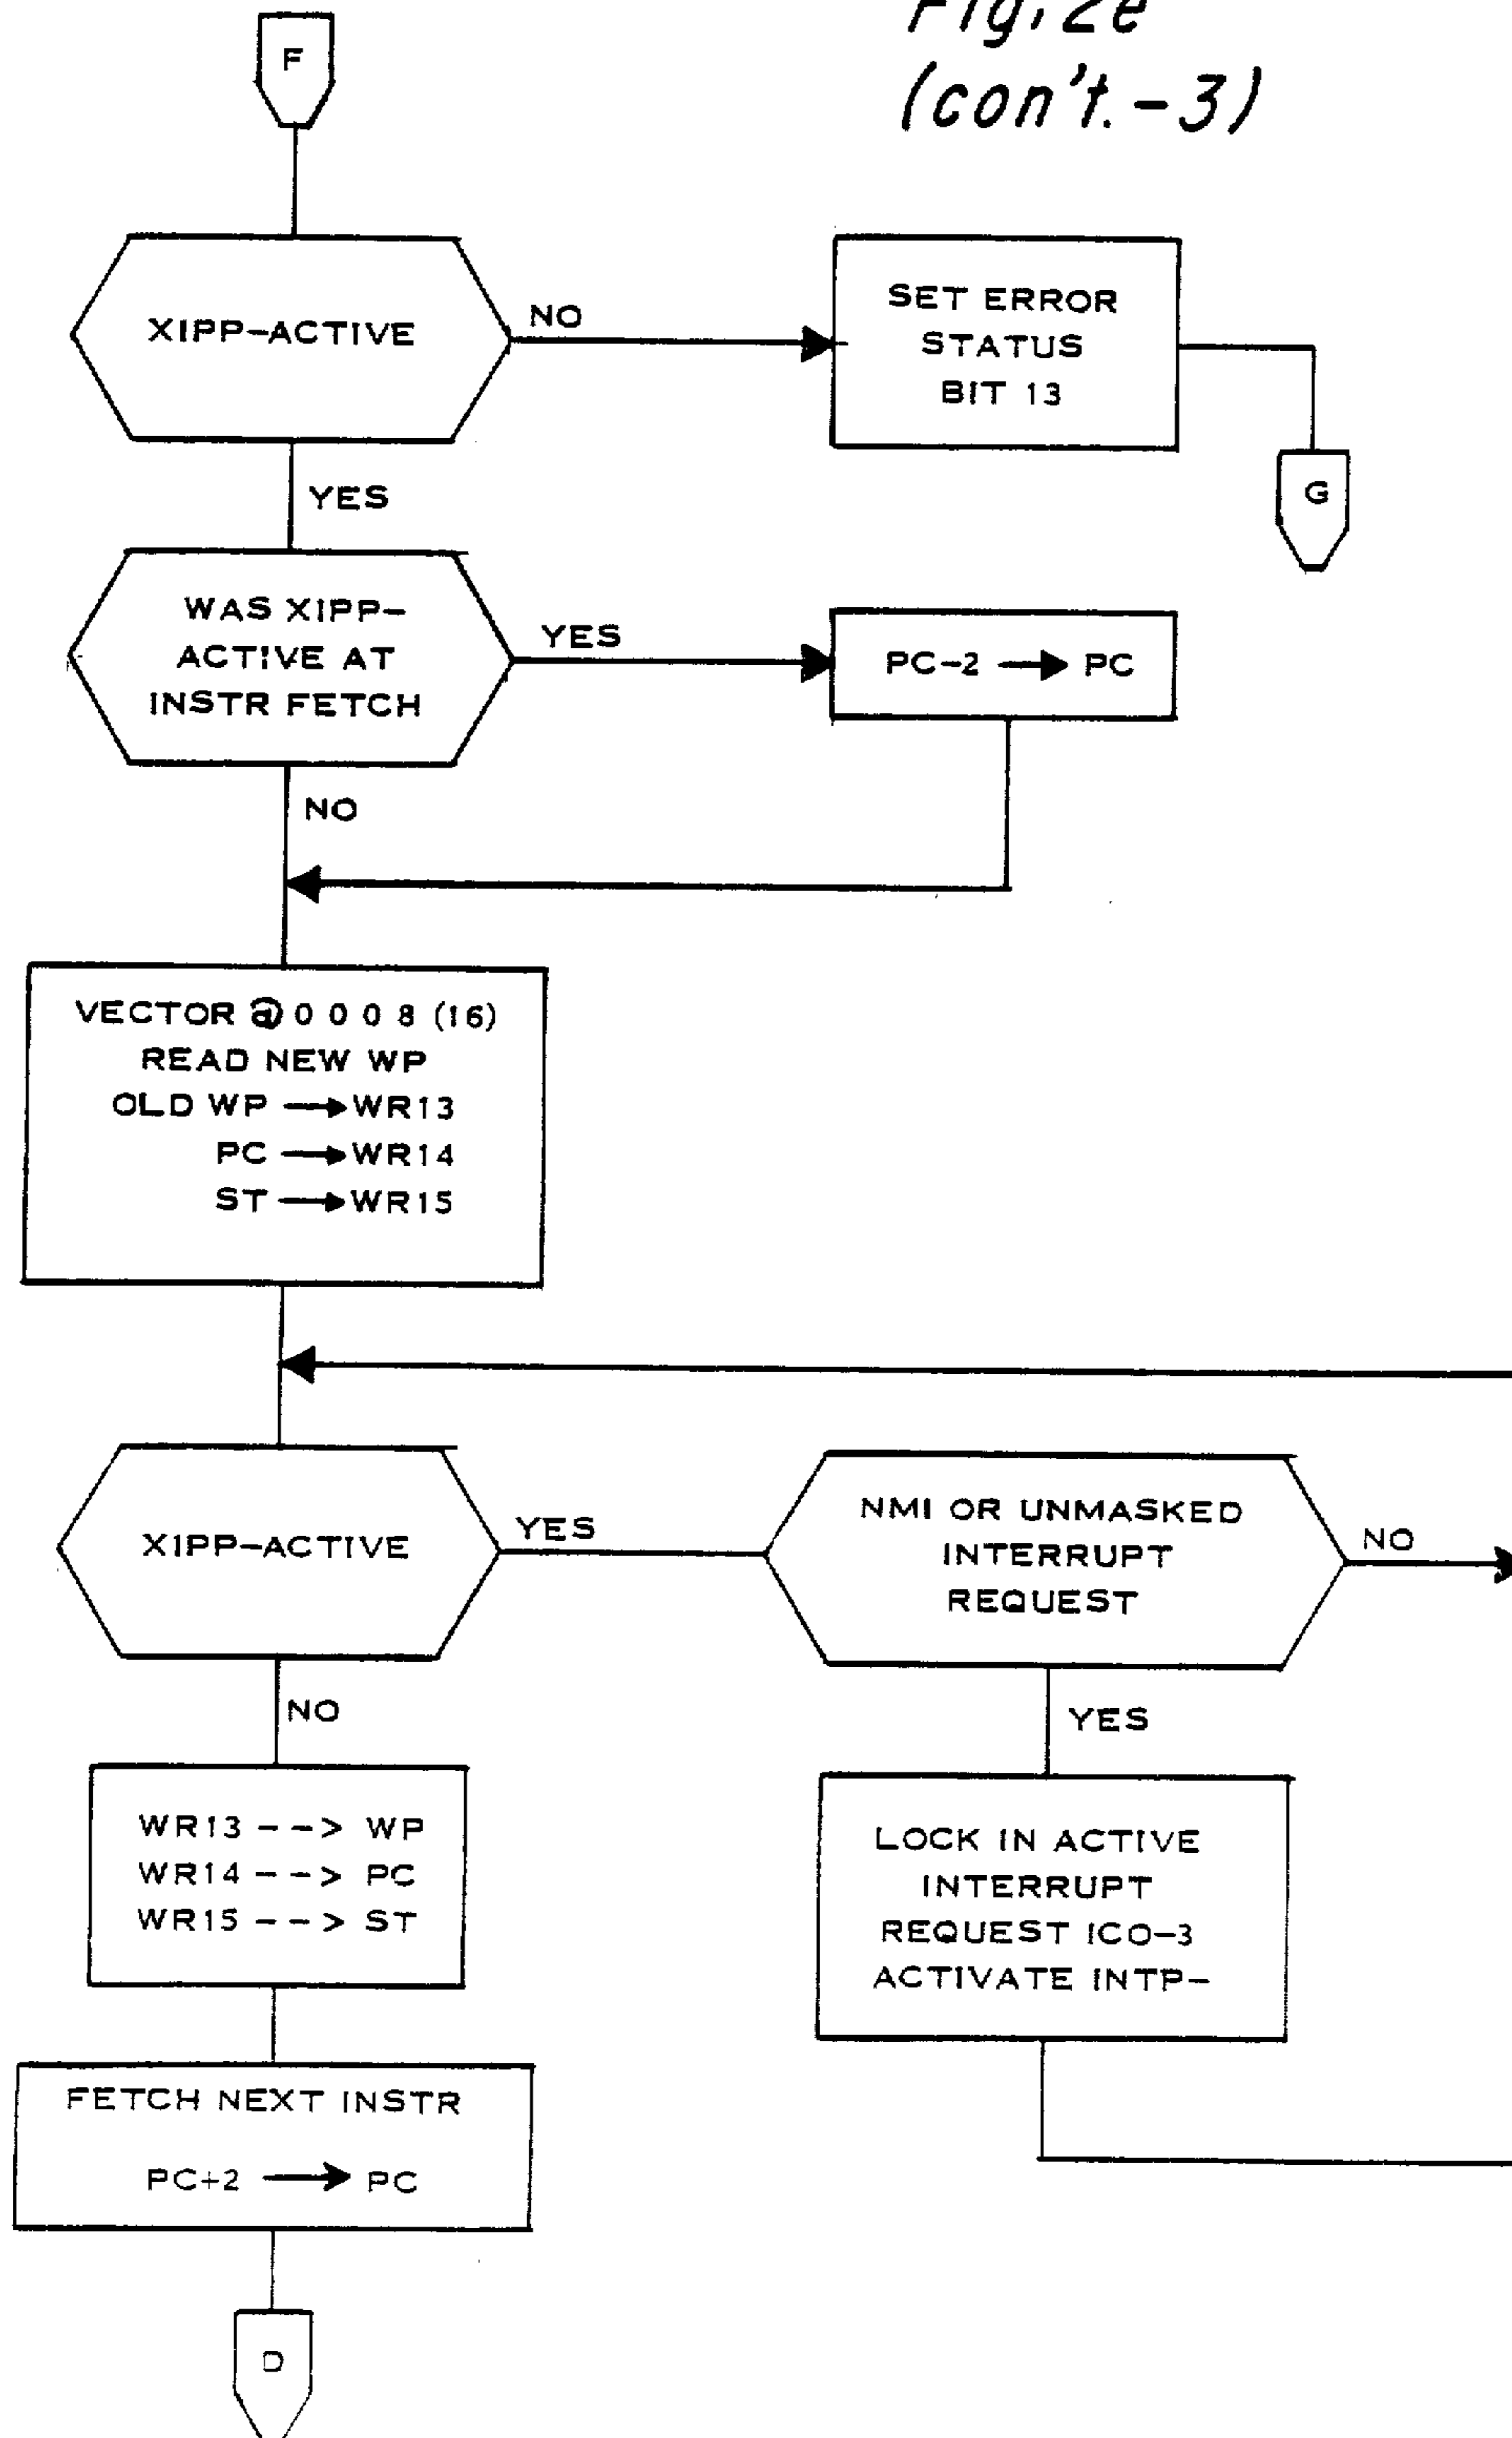 Fig. 2e
(con't.-3)
F
XIPP-ACTIVE
NO
SET ERROR
STATUS
BIT 13
G
YES
WAS XIPP-
ACTIVE AT
INSTR FETCH
YES
PC-2 → PC
NO
VECTOR @ 0 0 0 8 (16)
READ NEW WP
OLD WP → WR13
PC → WR14
ST → WR15
XIPP-ACTIVE
YES
NMI OR UNMASKED
INTERRUPT
REQUEST
NO
NO
YES
WR13 --> WP
WR14 --> PC
WR15 --> ST
LOCK IN ACTIVE
INTERRUPT
REQUEST ICO-3
ACTIVATE INTP-
FETCH NEXT INSTR
PC+2 → PC
D